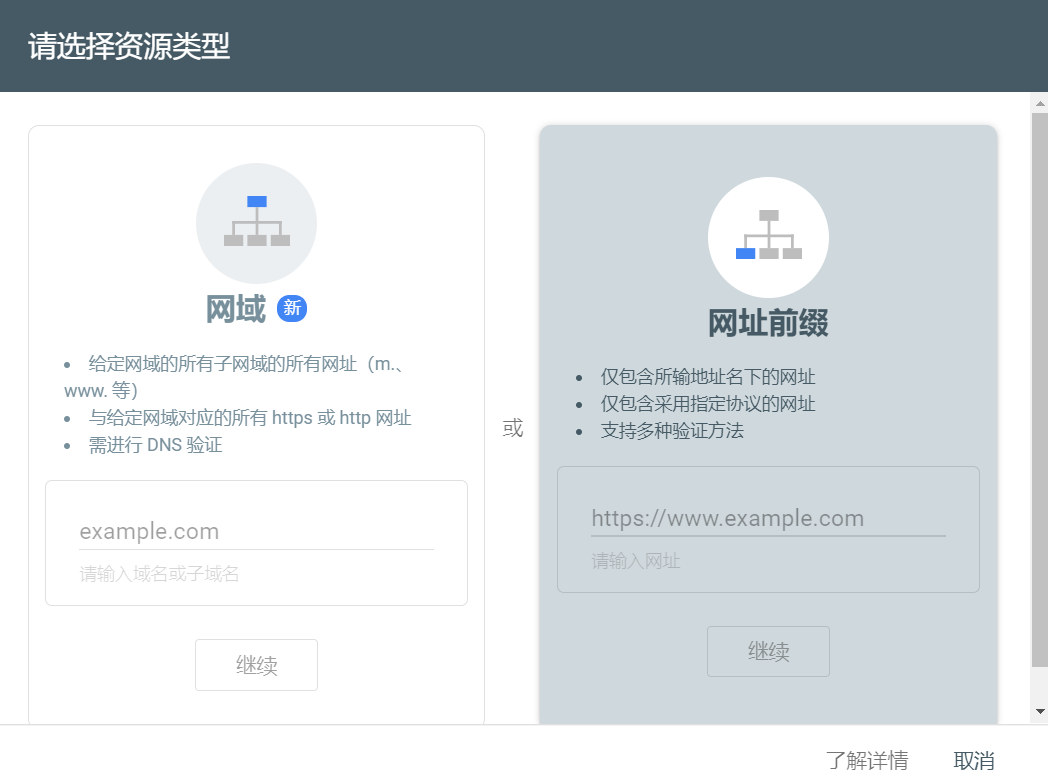 请选择资源类型
网域 新
给定网域的所有子网域的所有网址（m.、
www. 等）
与给定网域对应的所有 https 或 http 网址
需进行 DNS 验证
example.com
请输入域名或子域名
继续
或
网址前缀
仅包含所输地址名下的网址
仅包含采用指定协议的网址
支持多种验证方法
https://www.example.com
请输入网址
继续
了解详情
取消